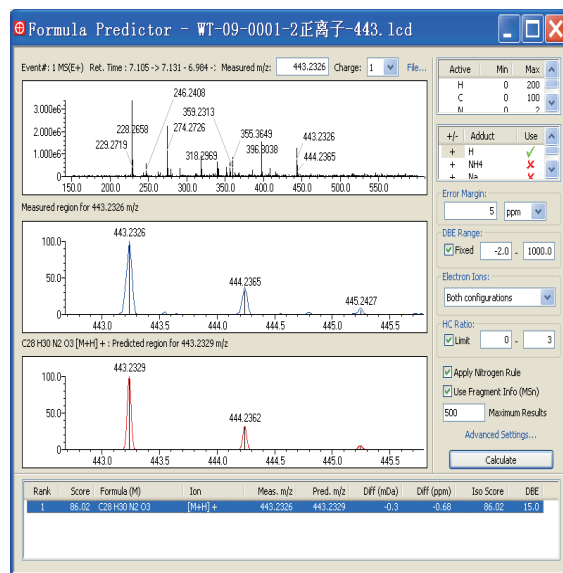 Formula Predictor - WT-09-0001-2正离子-443.lcd
Event#: 1 MS(E+) Ret. Time : 7.105 -> 7.131 - 6.984 -: Measured m/z: 443.2326 Charge: 1 File...
3.000e6
2.000e6
1.000e6
228.2658
229.2719
246.2408
274.2726
318.2969
359.2313
355.3649
396.8038
443.2326
444.2365
150.0 200.0 250.0 300.0 350.0 400.0 450.0 500.0 550.0
Measured region for 443.2326 m/z
100.0
50.0
0.0
443.2326
444.2365
445.2427
443.0 443.5 444.0 444.5 445.0 445.5
C28 H30 N2 O3 [M+H] + : Predicted region for 443.2329 m/z
100.0
50.0
0.0
443.2329
444.2362
443.0 443.5 444.0 444.5 445.0 445.5
Active Min Max
H 0 200
C 0 100
N 0 2
+/- Adduct Use
+ H
+ NH4
+ Na
Error Margin:
5 ppm
DBE Range:
Fixed -2.0 - 1000.0
Electron Ions:
Both configurations
HC Ratio:
Limit 0 - 3
Apply Nitrogen Rule
Use Fragment Info (MSn)
500 Maximum Results
Advanced Settings...
Calculate
Rank Score Formula (M) Ion Meas. m/z Pred. m/z Diff (mDa) Diff (ppm) Iso Score DBE
1 86.02 C28 H30 N2 O3 [M+H] + 443.2326 443.2329 -0.3 -0.68 86.02 15.0